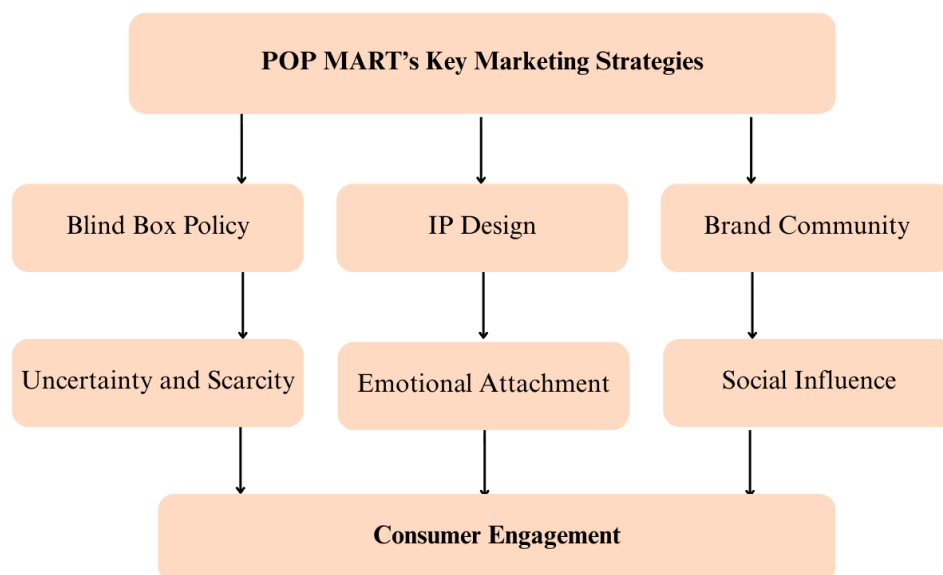 POP MART’s Key Marketing Strategies
Blind Box Policy
IP Design
Brand Community
Uncertainty and Scarcity
Emotional Attachment
Social Influence
Consumer Engagement